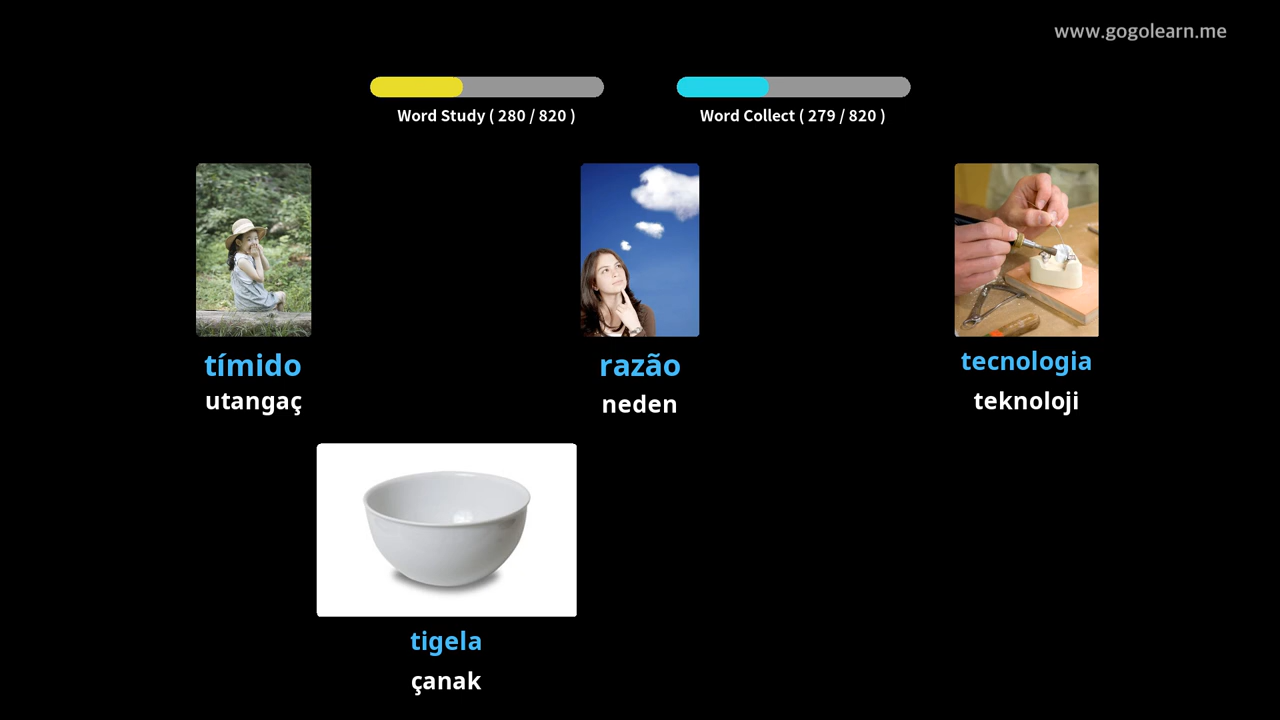 www.gogolearn.me
Word Study ( 280 / 820 )
Word Collect ( 279 / 820 )
tímido
utangaç
razão
neden
tecnologia
teknoloji
tigela
çanak